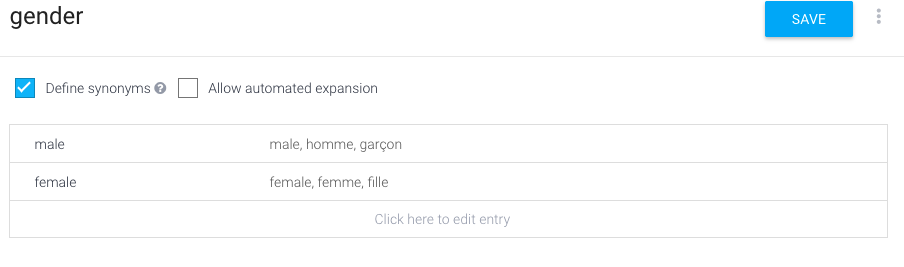 gender
SAVE
Define synonyms ? Allow automated expansion
male male, homme, garçon
female female, femme, fille
Click here to edit entry